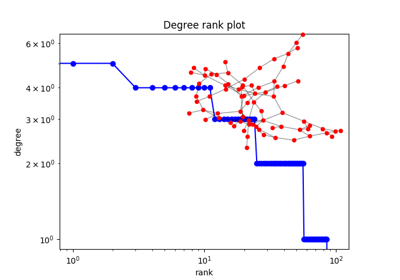 Degree rank plot
6 × 10⁰
4 × 10⁰
3 × 10⁰
2 × 10⁰
10⁰
degree
10⁰ 10¹ 10²
rank